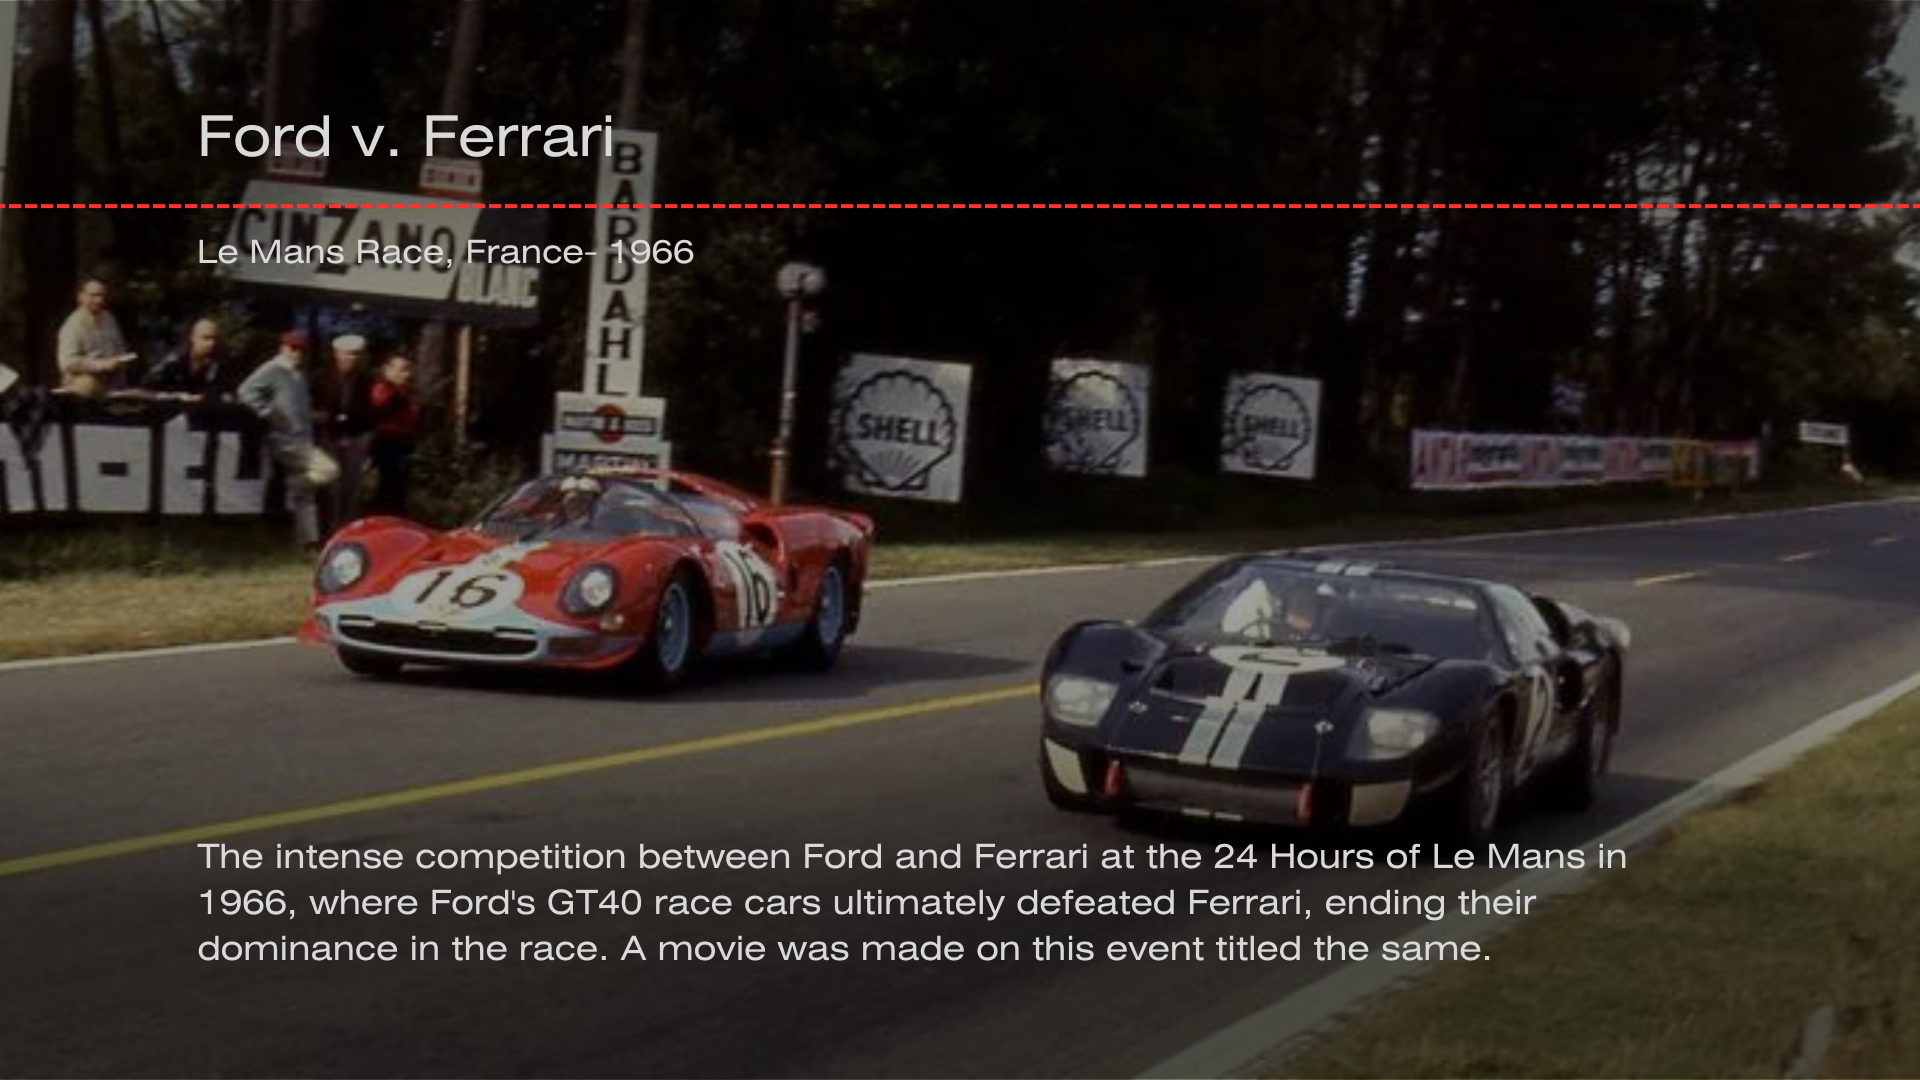 Ford v. Ferrari
Le Mans Race, France- 1966
CINZANO
BLANC
BARDAHL
SHELL
SHELL
SHELL
MARTINI
16
16
2
The intense competition between Ford and Ferrari at the 24 Hours of Le Mans in
1966, where Ford's GT40 race cars ultimately defeated Ferrari, ending their
dominance in the race. A movie was made on this event titled the same.